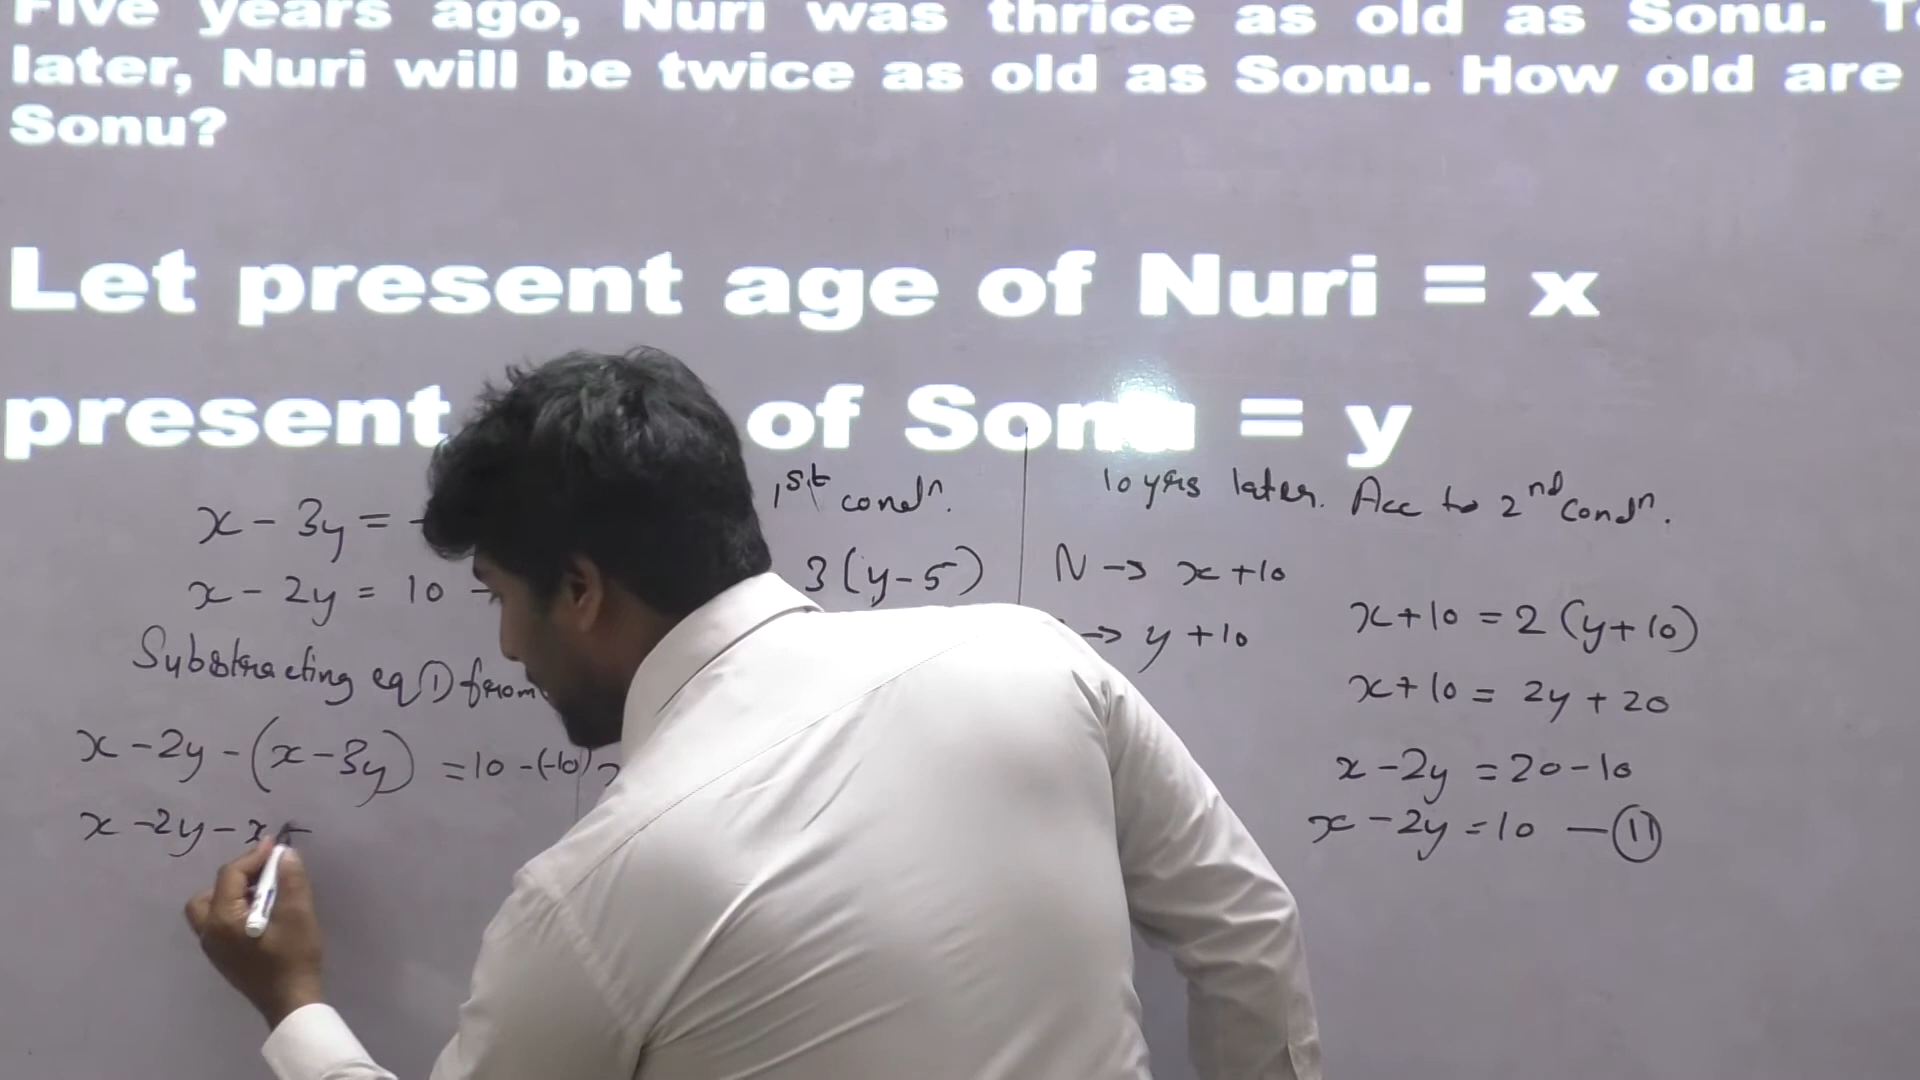 Five years ago, Nuri was thrice as old as Sonu.
later, Nuri will be twice as old as Sonu. How old are
Sonu?
Let present age of Nuri = x
present of Sonu = y
x - 3y = -
x - 2y = 10 -
Substracting eq ① from
x - 2y - (x - 3y) = 10 - (-10)
x - 2y - x
1st condn.
3(y-5)
10 yrs later. Acc to 2nd condn.
N → x+10
→ y+10
x+10 = 2(y+10)
x+10 = 2y+20
x-2y = 20-10
x-2y = 10 — ⑪